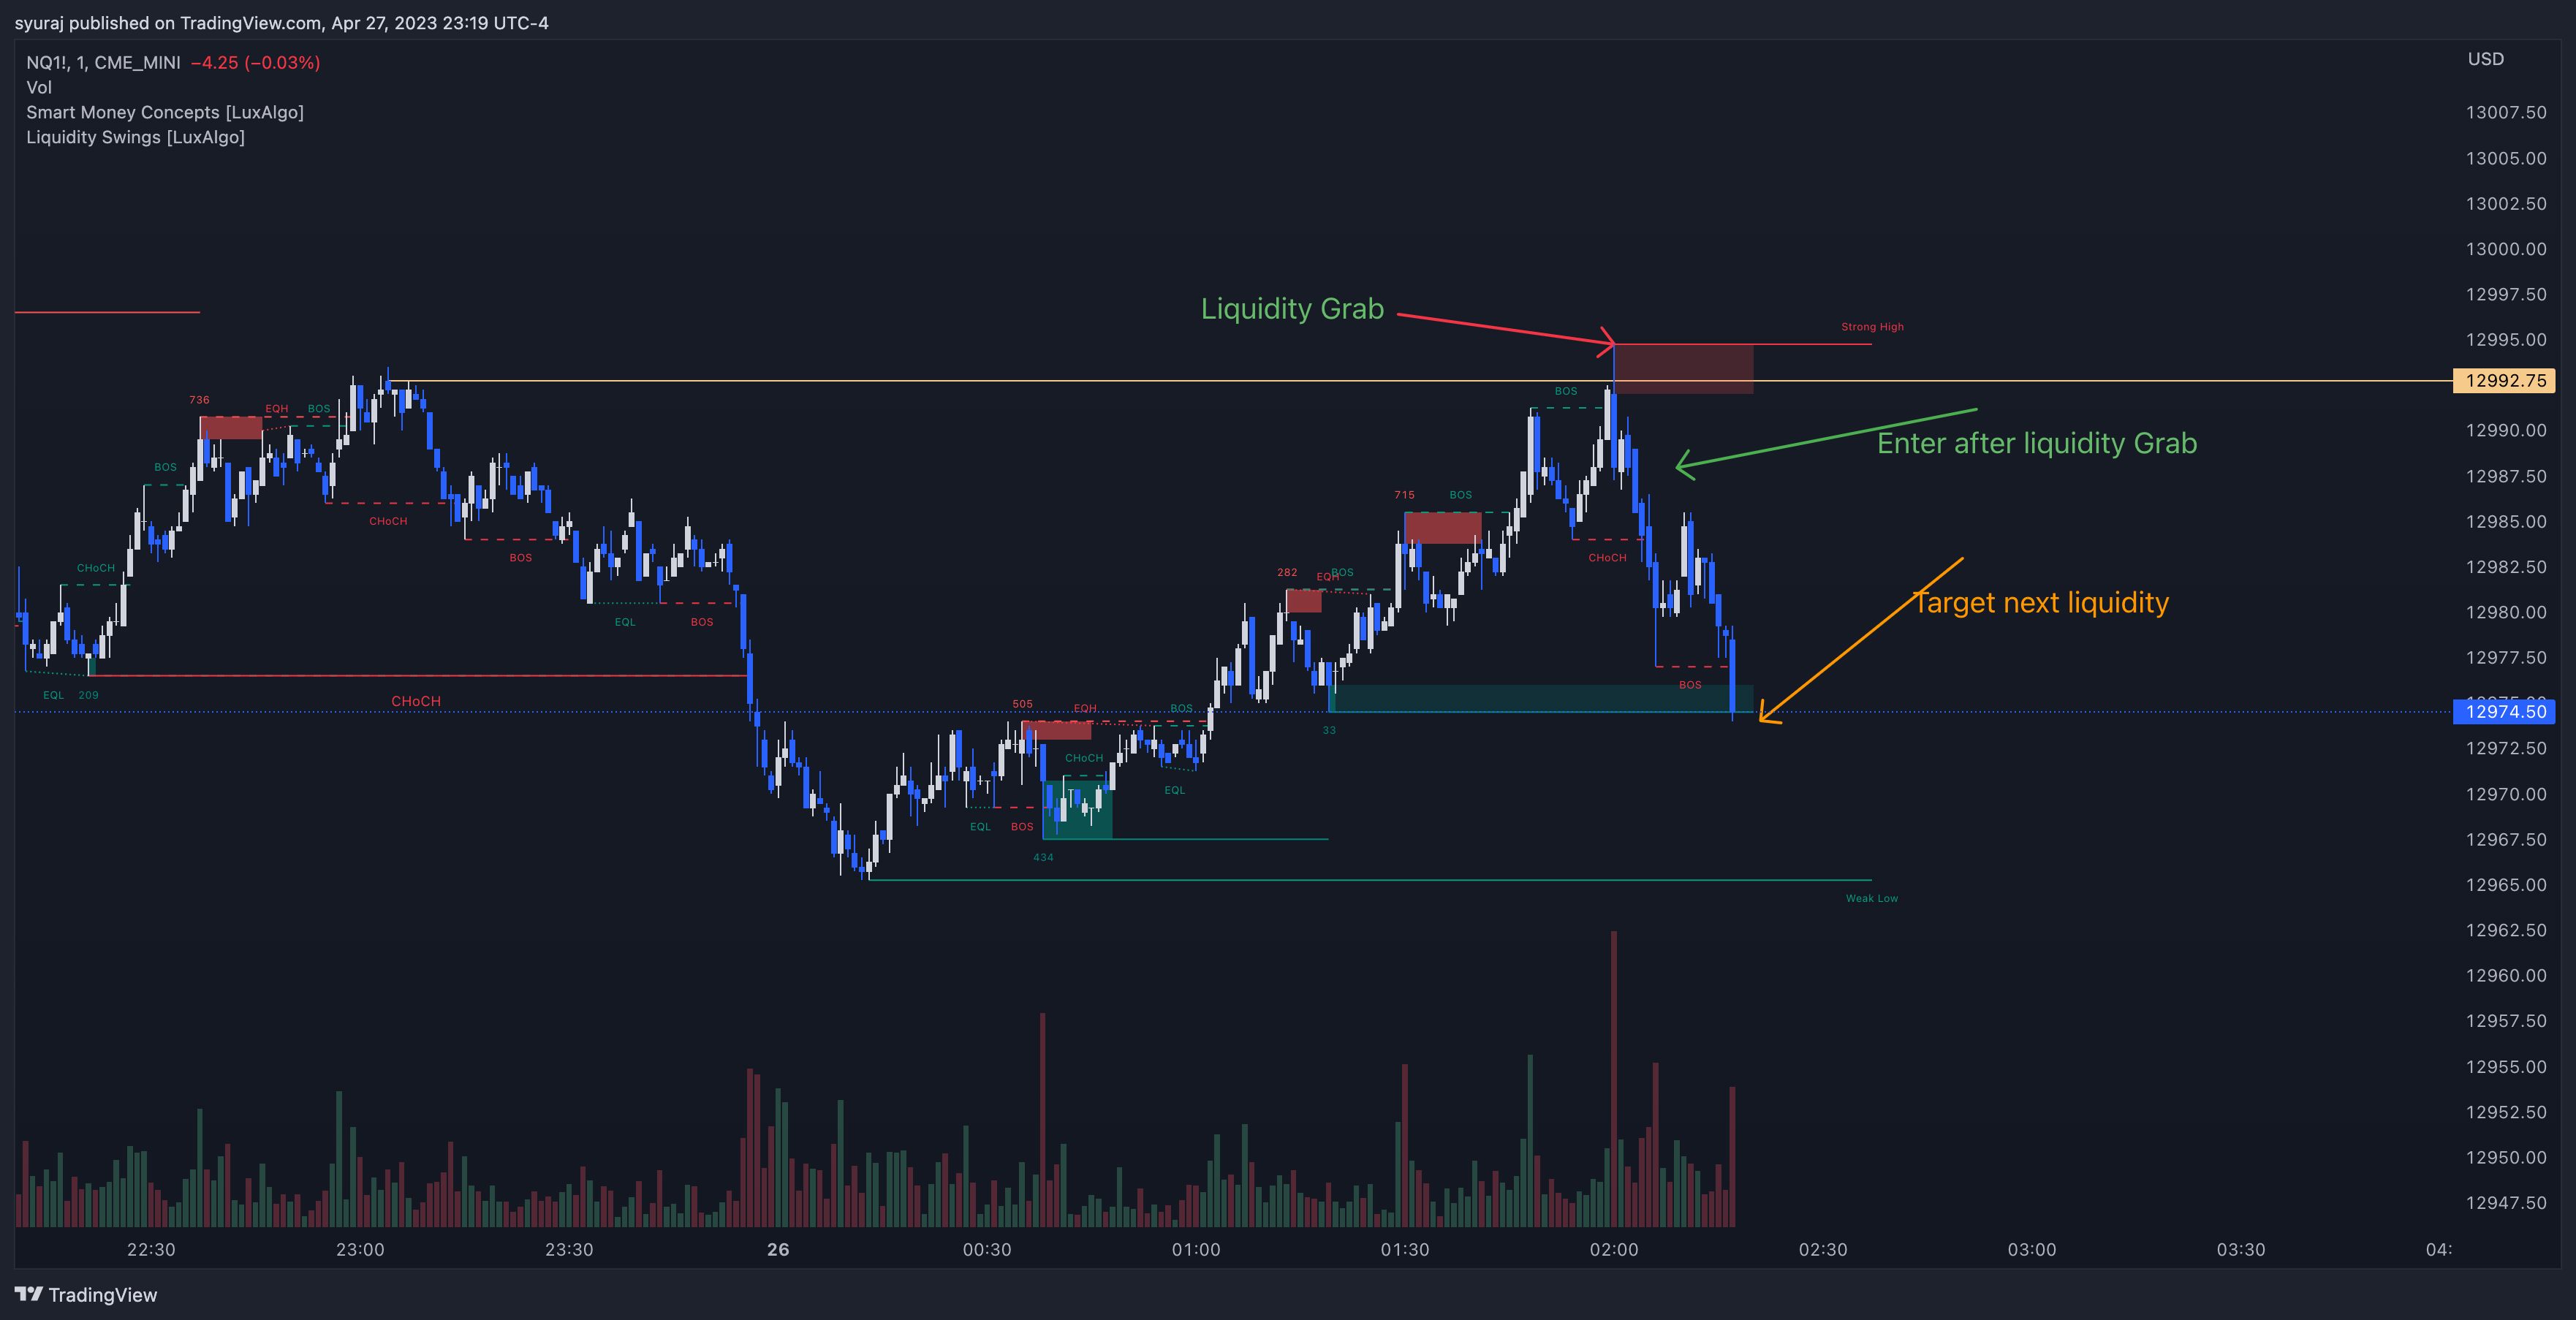 syuraj published on TradingView.com, Apr 27, 2023 23:19 UTC-4
NQ1!, 1, CME_MINI −4.25 (−0.03%)
Vol
Smart Money Concepts [LuxAlgo]
Liquidity Swings [LuxAlgo]
USD
13007.50
13005.00
13002.50
13000.00
12997.50
12995.00
12992.75
12990.00
12987.50
12985.00
12982.50
12980.00
12977.50
12974.50
12972.50
12970.00
12967.50
12965.00
12962.50
12960.00
12957.50
12955.00
12952.50
12950.00
12947.50
Liquidity Grab
Strong High
Enter after liquidity Grab
Target next liquidity
Weak Low
736
EQH
BOS
BOS
CHoCH
CHoCH
BOS
EQL
BOS
EQL
209
CHoCH
505
EQH
BOS
CHoCH
EQL
EQL
BOS
434
282
EQH
BOS
33
715
BOS
BOS
CHoCH
BOS
22:30
23:00
23:30
26
00:30
01:00
01:30
02:00
02:30
03:00
03:30
04:
TradingView